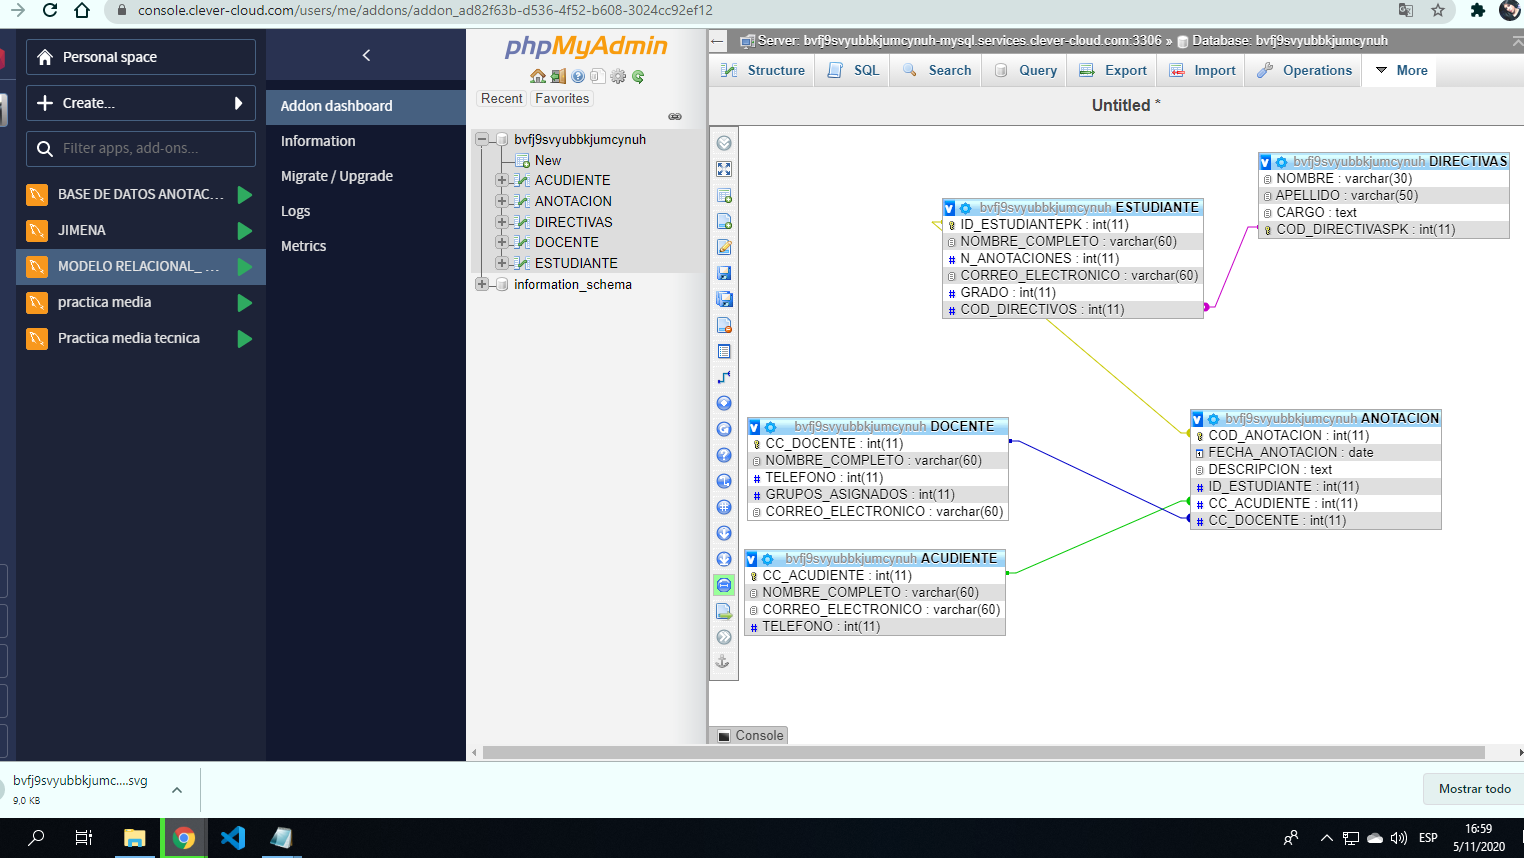 console.clever-cloud.com/users/me/addons/addon_ad82f63b-d536-4f52-b608-3024cc92ef12
Personal space
Create...
Filter apps, add-ons...
BASE DE DATOS ANOTAC...
JIMENA
MODELO RELACIONAL_ ...
practica media
Practica media tecnica
Addon dashboard
Information
Migrate / Upgrade
Logs
Metrics
phpMyAdmin
Recent
Favorites
bvfj9svyubbkjumcynuh
New
ACUDIENTE
ANOTACION
DIRECTIVAS
DOCENTE
ESTUDIANTE
information_schema
Server: bvfj9svyubbkjumcynuh-mysql.services.clever-cloud.com:3306 » Database: bvfj9svyubbkjumcynuh
Structure
SQL
Search
Query
Export
Import
Operations
More
Untitled *
bvfj9svyubbkjumcynuh DIRECTIVAS
NOMBRE : varchar(30)
APELLIDO : varchar(50)
CARGO : text
COD_DIRECTIVASPK : int(11)
bvfj9svyubbkjumcynuh ESTUDIANTE
ID_ESTUDIANTEPK : int(11)
NOMBRE_COMPLETO : varchar(60)
N_ANOTACIONES : int(11)
CORREO_ELECTRONICO : varchar(60)
GRADO : int(11)
COD_DIRECTIVOS : int(11)
bvfj9svyubbkjumcynuh DOCENTE
CC_DOCENTE : int(11)
NOMBRE_COMPLETO : varchar(60)
TELEFONO : int(11)
GRUPOS_ASIGNADOS : int(11)
CORREO_ELECTRONICO : varchar(60)
bvfj9svyubbkjumcynuh ANOTACION
COD_ANOTACION : int(11)
FECHA_ANOTACION : date
DESCRIPCION : text
ID_ESTUDIANTE : int(11)
CC_ACUDIENTE : int(11)
CC_DOCENTE : int(11)
bvfj9svyubbkjumcynuh ACUDIENTE
CC_ACUDIENTE : int(11)
NOMBRE_COMPLETO : varchar(60)
CORREO_ELECTRONICO : varchar(60)
TELEFONO : int(11)
Console
bvfj9svyubbkjumc....svg
9,0 KB
Mostrar todo
ESP
16:59
5/11/2020